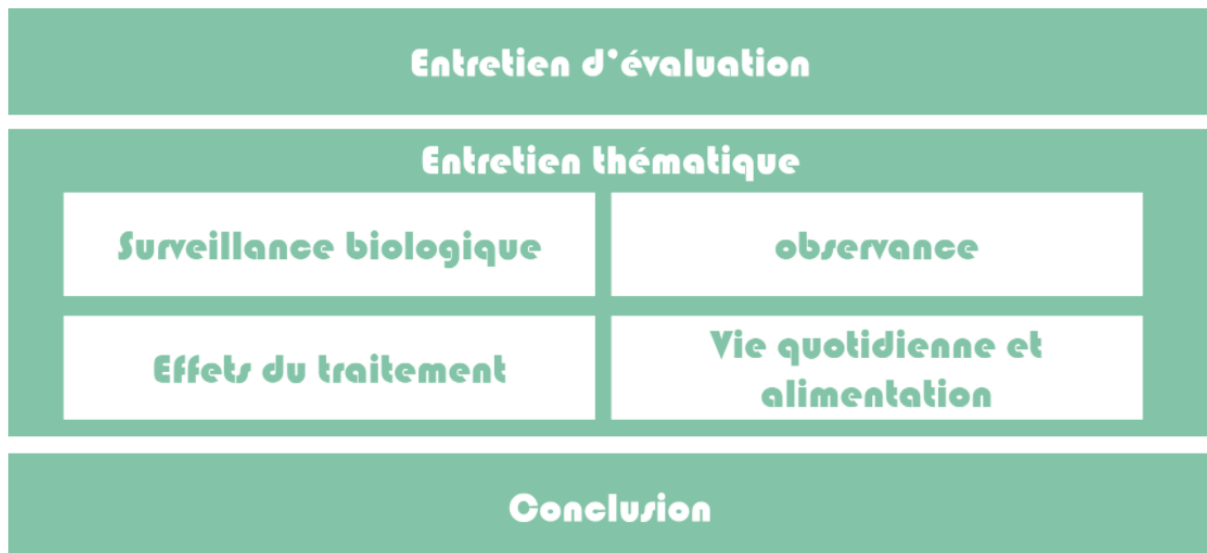 Entretien d'évaluation
Entretien thématique
Surveillance biologique
observance
Effets du traitement
Vie quotidienne et
alimentation
Conclusion